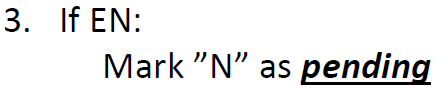 3. If EN:
Mark ”N” as pending